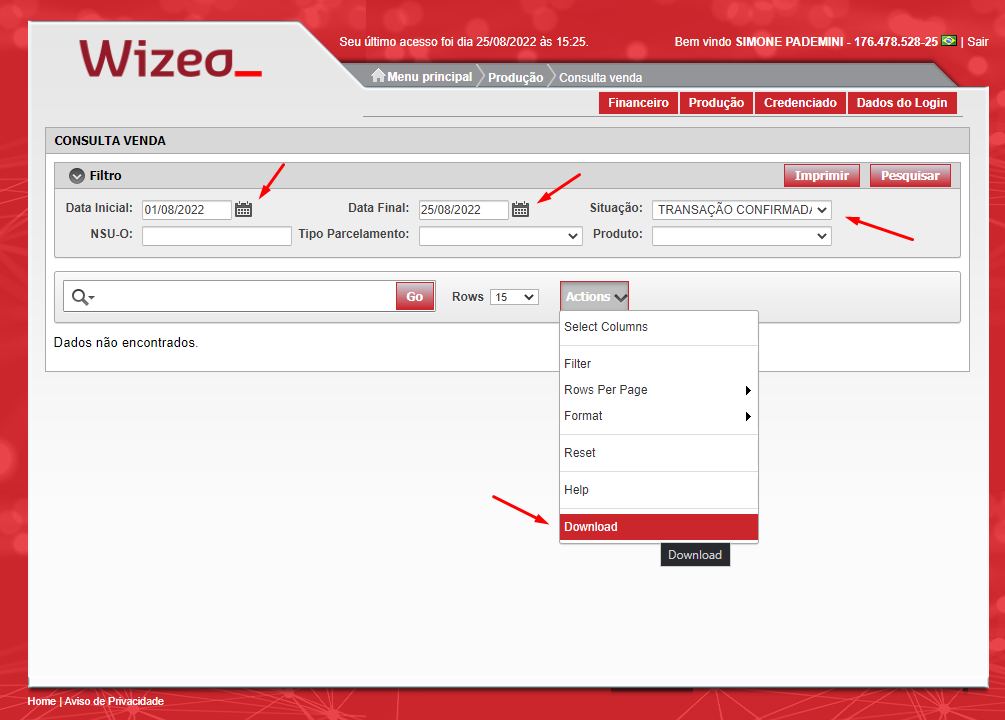 Wizeo
Seu último acesso foi dia 25/08/2022 às 15:25.
Bem vindo SIMONE PADEMINI - 176.478.528-25 | Sair
Menu principal Produção Consulta venda
Financeiro Produção Credenciado Dados do Login
CONSULTA VENDA
Filtro Imprimir Pesquisar
Data Inicial: 01/08/2022 Data Final: 25/08/2022 Situação: TRANSAÇÃO CONFIRMADA
NSU-O: Tipo Parcelamento: Produto:
Go Rows 15 Actions
Select Columns
Dados não encontrados.
Filter
Rows Per Page
Format
Reset
Help
Download
Download
Home | Aviso de Privacidade